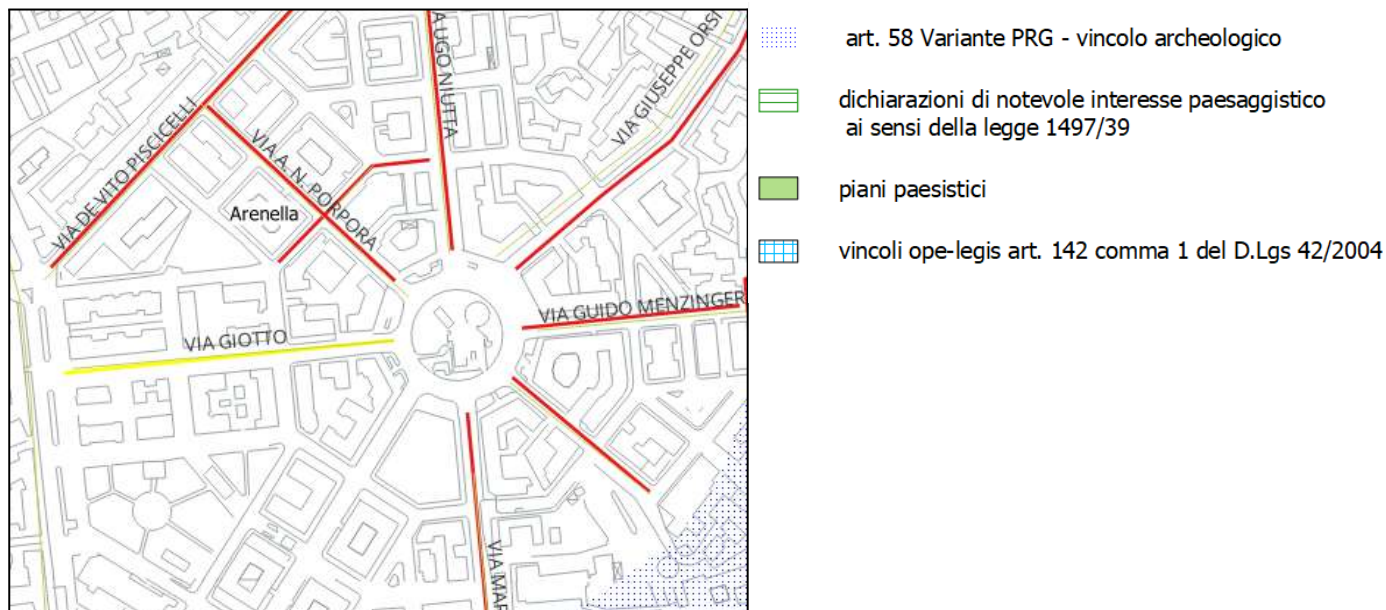 A UGO NIUTTA
VIA GIUSEPPE ORSI
VIA DE VITO PISCICELLI
VIA A. N. PORPORA
Arenella
VIA GUIDO MENZINGER
VIA GIOTTO
VIA MAR
art. 58 Variante PRG - vincolo archeologico
dichiarazioni di notevole interesse paesaggistico
ai sensi della legge 1497/39
piani paesistici
vincoli ope-legis art. 142 comma 1 del D.Lgs 42/2004